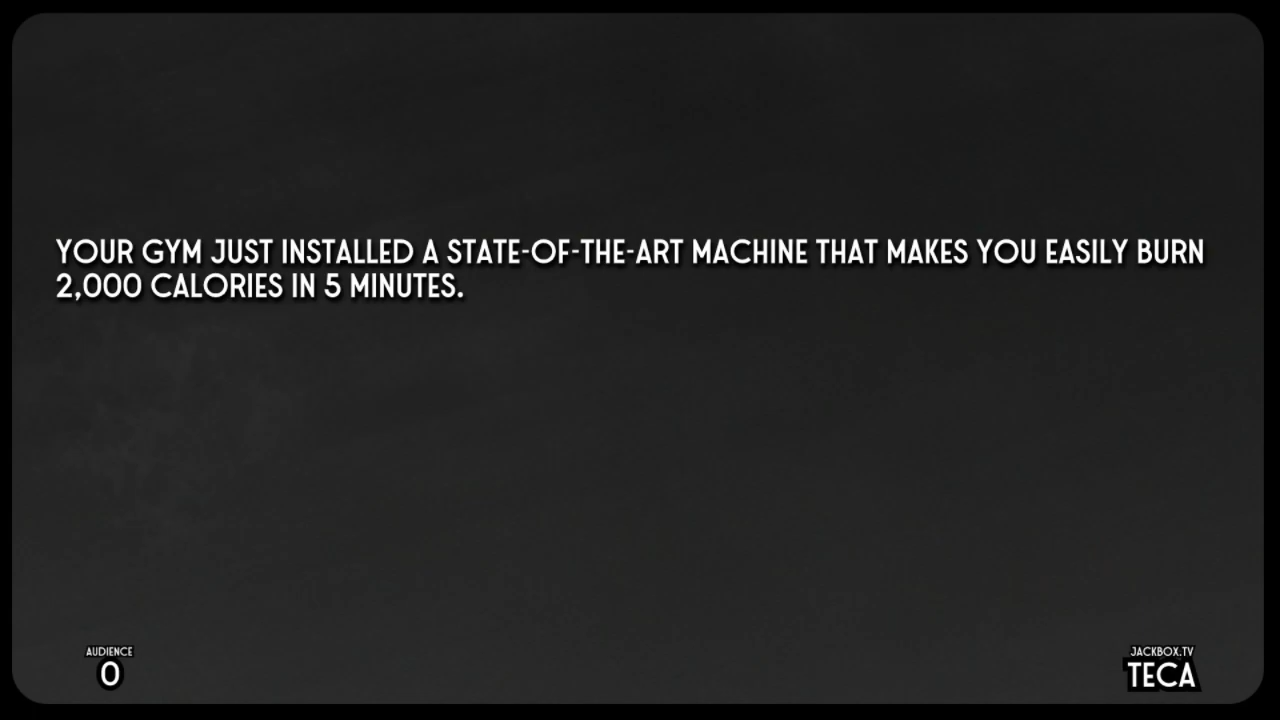 YOUR GYM JUST INSTALLED A STATE-OF-THE-ART MACHINE THAT MAKES YOU EASILY BURN
2,000 CALORIES IN 5 MINUTES.
AUDIENCE
0
JACKBOX.TV
TECA